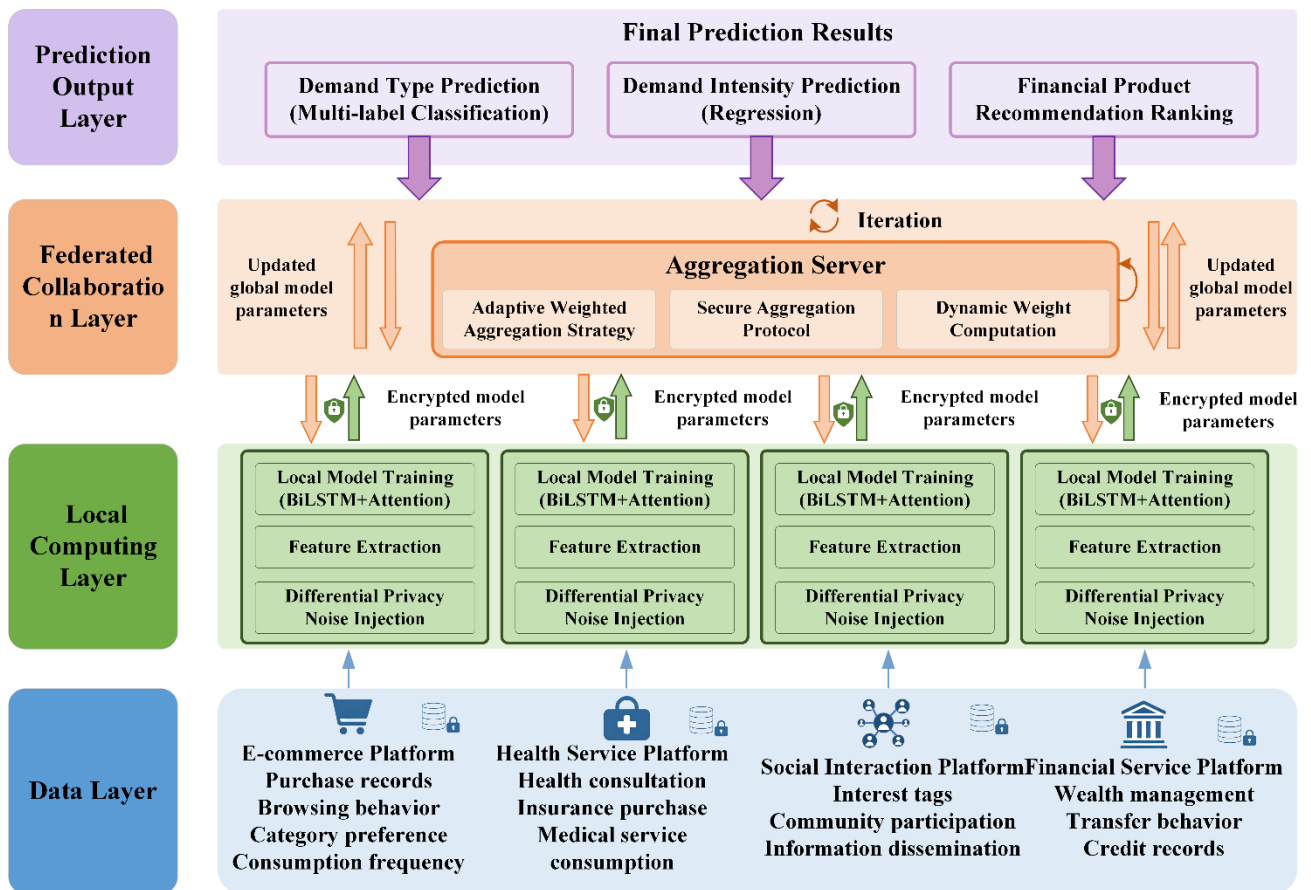 Prediction
Output
Layer
Final Prediction Results
Demand Type Prediction
(Multi-label Classification)
Demand Intensity Prediction
(Regression)
Financial Product
Recommendation Ranking
Federated
Collaboratio
n Layer
Updated
global model
parameters
Iteration
Aggregation Server
Adaptive Weighted
Aggregation Strategy
Secure Aggregation
Protocol
Dynamic Weight
Computation
Updated
global model
parameters
Encrypted model
parameters
Encrypted model
parameters
Encrypted model
parameters
Encrypted model
parameters
Local
Computing
Layer
Local Model Training
(BiLSTM+Attention)
Feature Extraction
Differential Privacy
Noise Injection
Local Model Training
(BiLSTM+Attention)
Feature Extraction
Differential Privacy
Noise Injection
Local Model Training
(BiLSTM+Attention)
Feature Extraction
Differential Privacy
Noise Injection
Local Model Training
(BiLSTM+Attention)
Feature Extraction
Differential Privacy
Noise Injection
Data Layer
E-commerce Platform
Purchase records
Browsing behavior
Category preference
Consumption frequency
Health Service Platform
Health consultation
Insurance purchase
Medical service
consumption
Social Interaction Platform
Interest tags
Community participation
Information dissemination
Financial Service Platform
Wealth management
Transfer behavior
Credit records